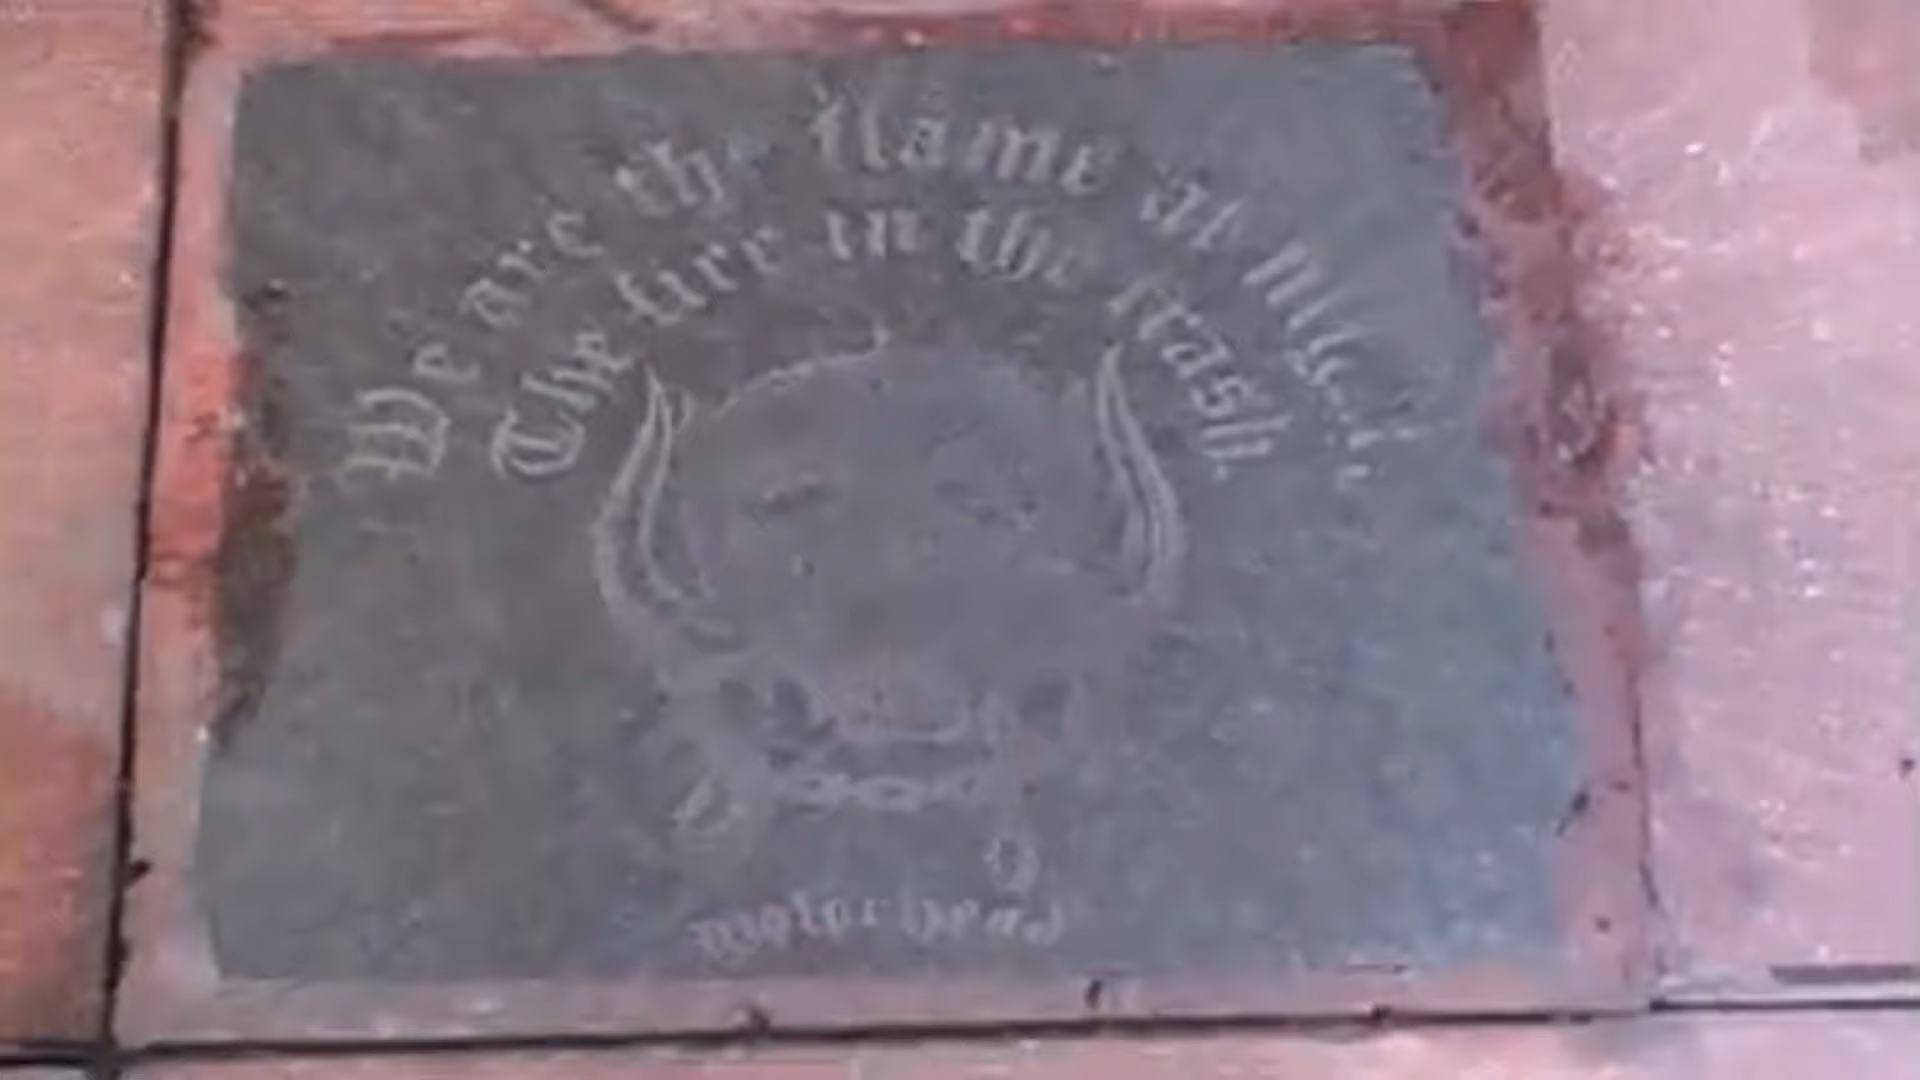 We are the flame at night
The fire in the trash
motorhead